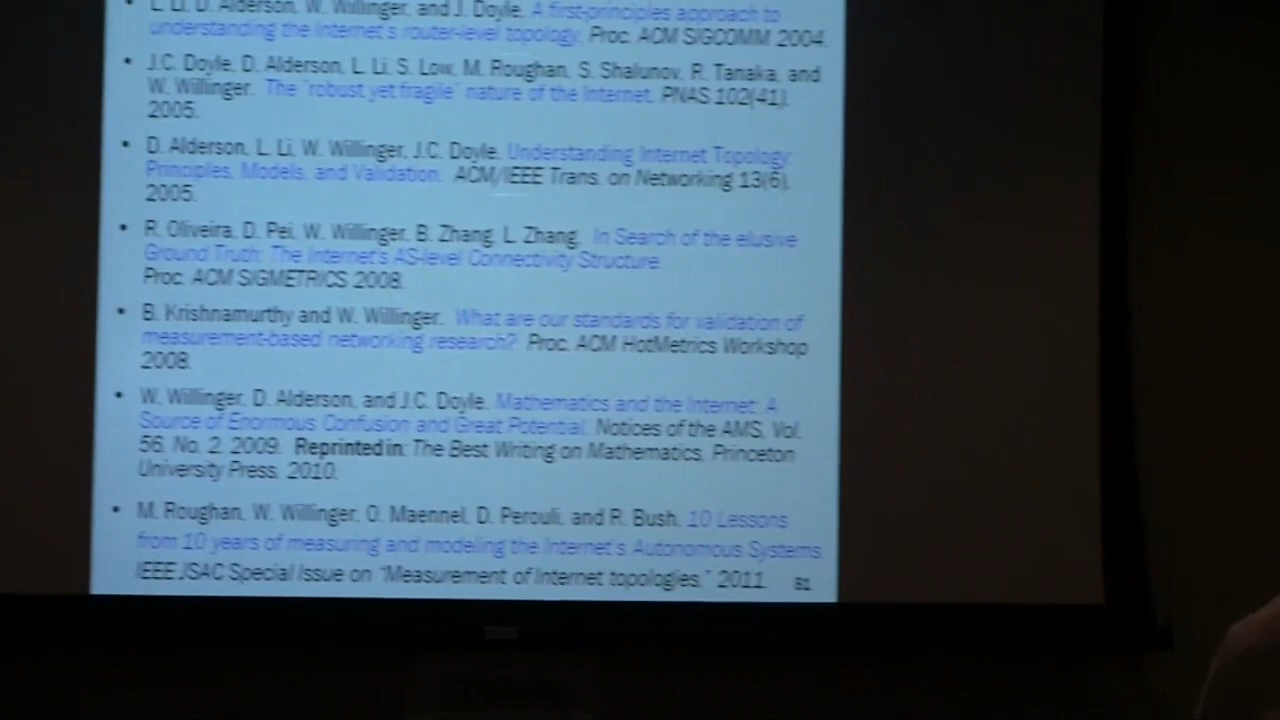 • L. Li, D. Alderson, W. Willinger, and J. Doyle. A first-principles approach to
understanding the Internet's router-level topology. Proc. ACM SIGCOMM 2004.
• J.C. Doyle, D. Alderson, L. Li, S. Low, M. Roughan, S. Shalunov, R. Tanaka, and
W. Willinger. The "robust yet fragile" nature of the Internet. PNAS 102(41),
2005.
• D. Alderson, L. Li, W. Willinger, J.C. Doyle. Understanding Internet Topology:
Principles, Models, and Validation. ACM/IEEE Trans. on Networking 13(6),
2005.
• R. Oliveira, D. Pei, W. Willinger, B. Zhang, L. Zhang. In Search of the elusive
Ground Truth: The Internet's AS-level Connectivity Structure.
Proc. ACM SIGMETRICS 2008.
• B. Krishnamurthy and W. Willinger. What are our standards for validation of
measurement-based networking research? Proc. ACM HotMetrics Workshop
2008.
• W. Willinger, D. Alderson, and J.C. Doyle. Mathematics and the Internet: A
Source of Enormous Confusion and Great Potential. Notices of the AMS, Vol.
56, No. 2, 2009. Reprinted in: The Best Writing on Mathematics, Princeton
University Press, 2010.
• M. Roughan, W. Willinger, O. Maennel, D. Perouli, and R. Bush. 10 Lessons
from 10 years of measuring and modeling the Internet's Autonomous Systems.
IEEE JSAC Special Issue on "Measurement of Internet topologies," 2011.